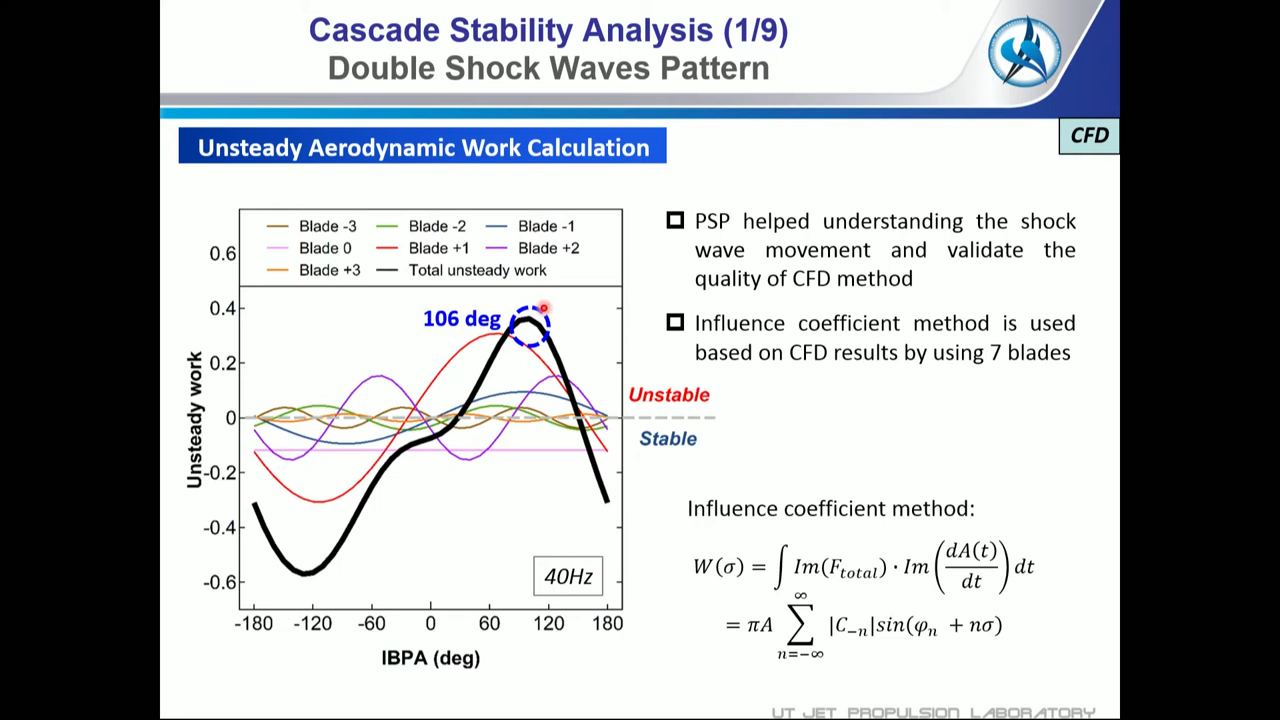 Cascade Stability Analysis (1/9)
Double Shock Waves Pattern
CFD
Unsteady Aerodynamic Work Calculation
Blade -3 Blade -2 Blade -1
Blade 0 Blade +1 Blade +2
Blade +3 Total unsteady work
0.6
0.4
0.2
0
-0.2
-0.4
-0.6
Unsteady work
106 deg
40Hz
-180 -120 -60 0 60 120 180
IBPA (deg)
Unstable
Stable
PSP helped understanding the shock
wave movement and validate the
quality of CFD method
Influence coefficient method is used
based on CFD results by using 7 blades
Influence coefficient method:
W(σ) = ∫ Im(F_total) · Im(dA(t)/dt) dt
= πA ∑_{n=−∞}^{∞} |C_{−n}|sin(φ_n + nσ)
UT JET PROPULSION LABORATORY